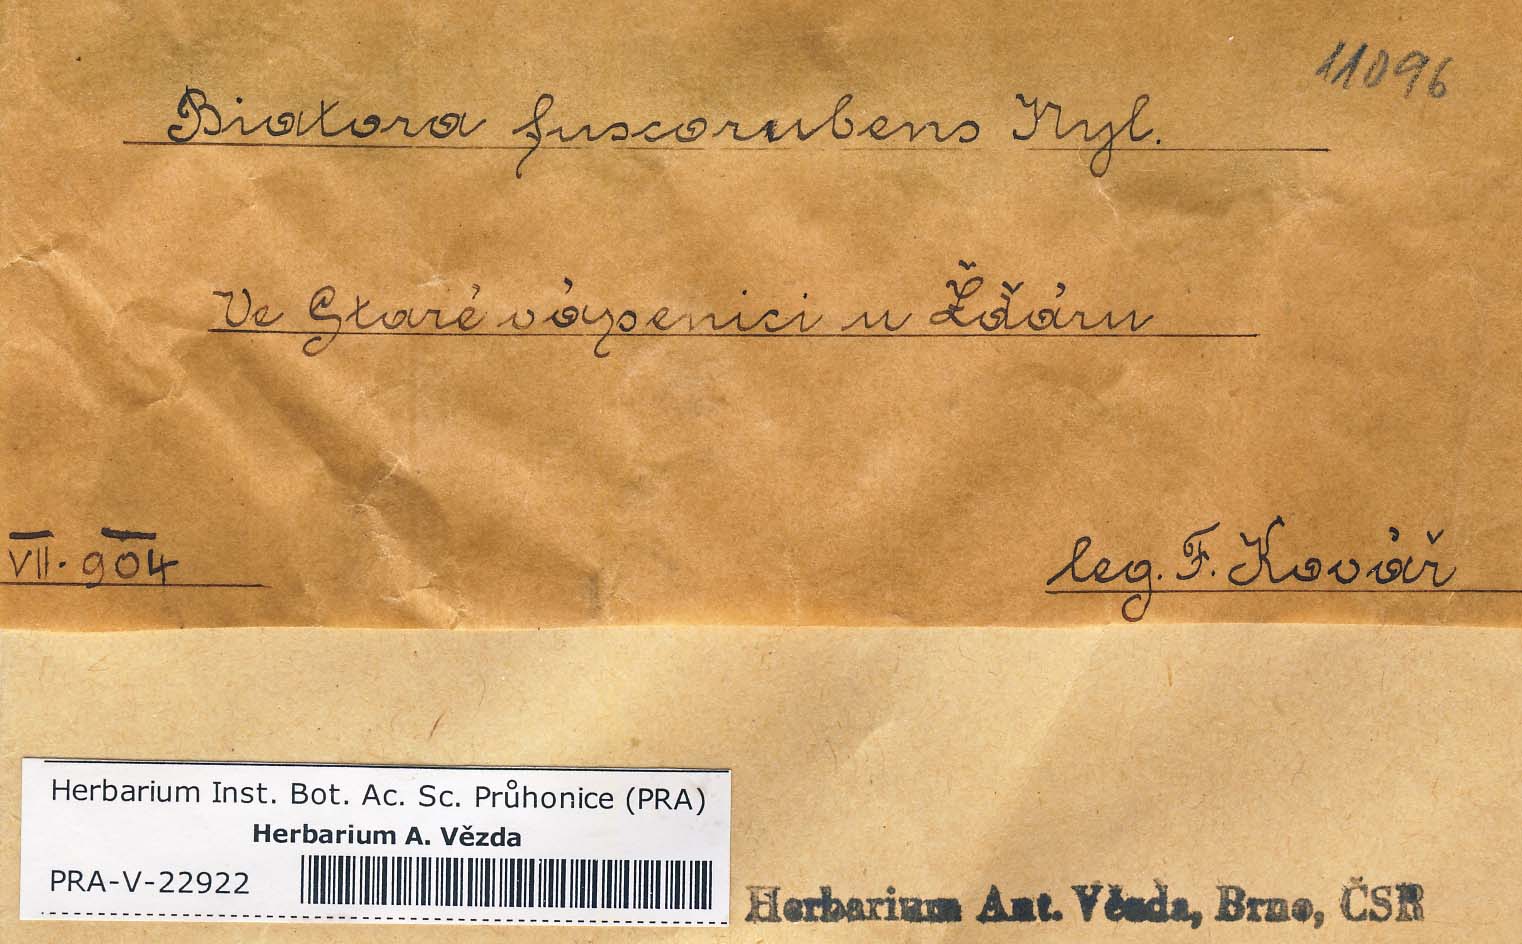 11096
Biatora fuscorubens Nyl.
Ve Staré vápenici u Žďáru
VII. 904
leg. F. Kovář
Herbarium Inst. Bot. Ac. Sc. Průhonice (PRA)
Herbarium A. Vězda
PRA-V-22922
Herbarium Ant. Vězda, Brno, ČSR